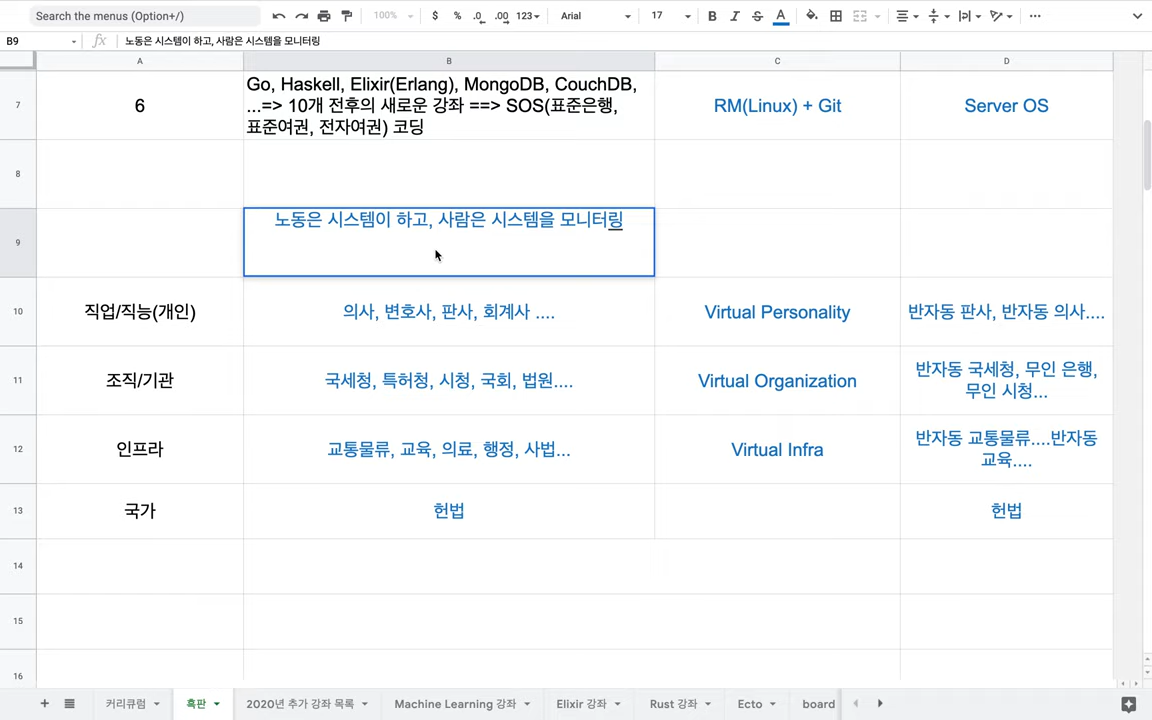 Search the menus (Option+/)
100%
$ % .0 .00 123
Arial
17
B I S A
B9
fx
노동은 시스템이 하고, 사람은 시스템을 모니터링
A B C D
7
6
Go, Haskell, Elixir(Erlang), MongoDB, CouchDB,
...=> 10개 전후의 새로운 강좌 ==> SOS(표준은행,
표준여권, 전자여권) 코딩
RM(Linux) + Git
Server OS
8
9
노동은 시스템이 하고, 사람은 시스템을 모니터링
10
직업/직능(개인)
의사, 변호사, 판사, 회계사 ....
Virtual Personality
반자동 판사, 반자동 의사....
11
조직/기관
국세청, 특허청, 시청, 국회, 법원....
Virtual Organization
반자동 국세청, 무인 은행,
무인 시청...
12
인프라
교통물류, 교육, 의료, 행정, 사법...
Virtual Infra
반자동 교통물류....반자동
교육....
13
국가
헌법
헌법
14
15
16
커리큘럼
흑판
2020년 추가 강좌 목록
Machine Learning 강좌
Elixir 강좌
Rust 강좌
Ecto
board